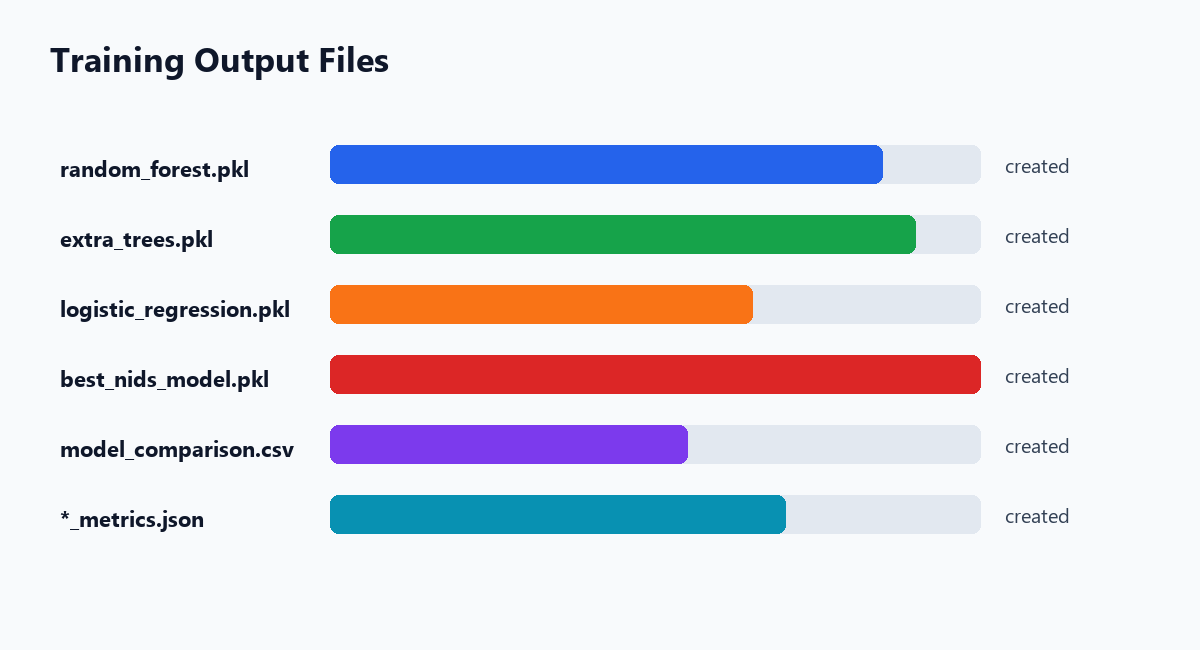 Training Output Files
random_forest.pkl created
extra_trees.pkl created
logistic_regression.pkl created
best_nids_model.pkl created
model_comparison.csv created
*_metrics.json created